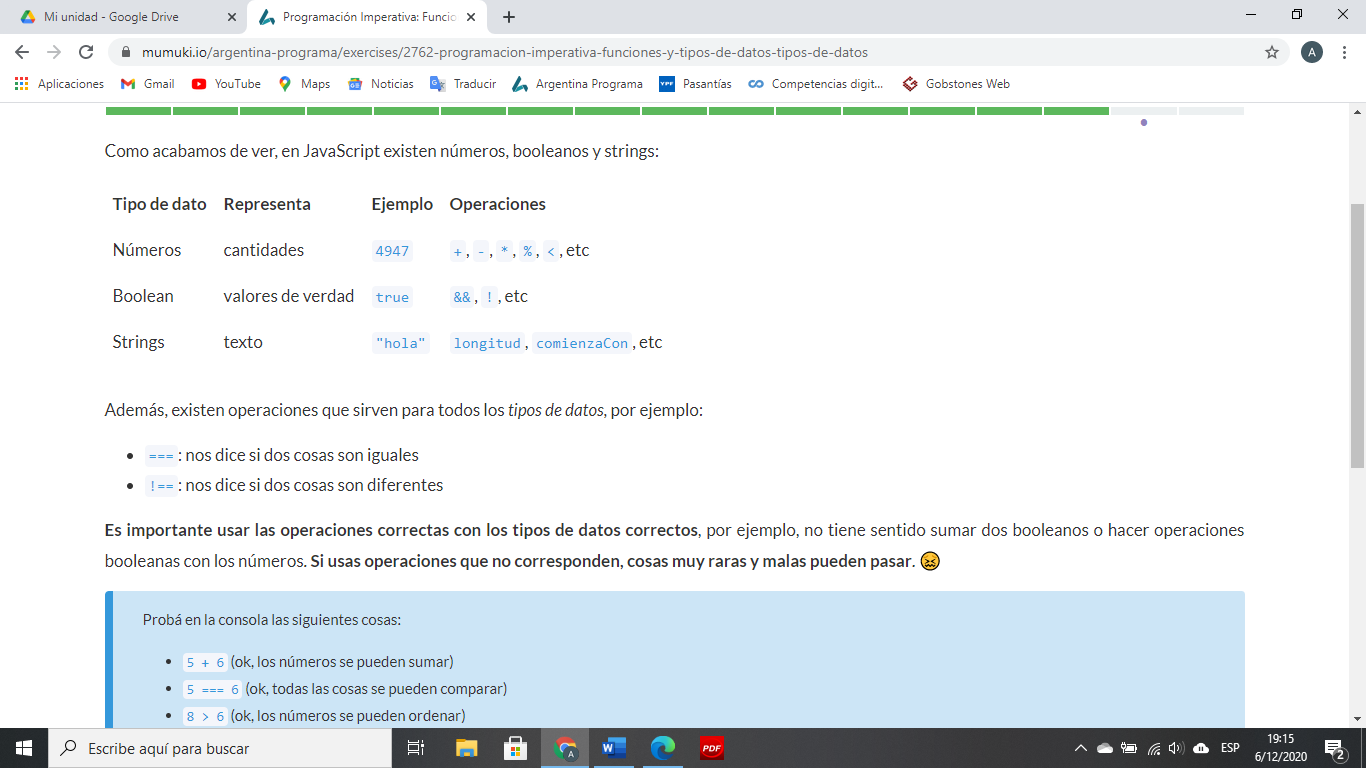 Mi unidad - Google Drive
Programación Imperativa: Funcio
mumuki.io/argentina-programa/exercises/2762-programacion-imperativa-funciones-y-tipos-de-datos-tipos-de-datos
A
Aplicaciones Gmail YouTube Maps Noticias Traducir Argentina Programa YPF Pasantías Competencias digit... Gobstones Web
Como acabamos de ver, en JavaScript existen números, booleanos y strings:
Tipo de dato Representa Ejemplo Operaciones
Números cantidades 4947 +, -, *, %, <, etc
Boolean valores de verdad true &&, !, etc
Strings texto "hola" longitud, comienzaCon, etc
Además, existen operaciones que sirven para todos los tipos de datos, por ejemplo:
• ===: nos dice si dos cosas son iguales
• !==: nos dice si dos cosas son diferentes
Es importante usar las operaciones correctas con los tipos de datos correctos, por ejemplo, no tiene sentido sumar dos booleanos o hacer operaciones
booleanas con los números. Si usas operaciones que no corresponden, cosas muy raras y malas pueden pasar. 😖
Probá en la consola las siguientes cosas:
• 5 + 6 (ok, los números se pueden sumar)
• 5 === 6 (ok, todas las cosas se pueden comparar)
• 8 > 6 (ok, los números se pueden ordenar)
Escribe aquí para buscar
A
W
PDF
ESP
19:15
6/12/2020
2